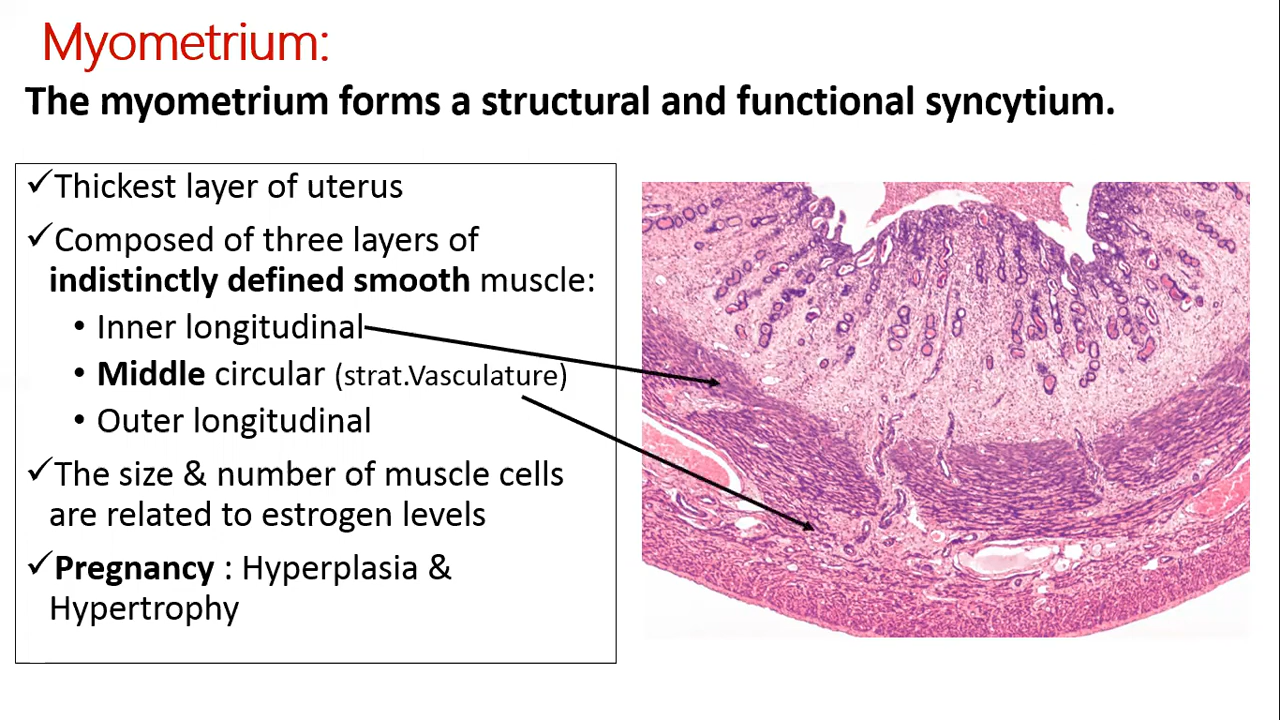 Myometrium:
The myometrium forms a structural and functional syncytium.
✓Thickest layer of uterus
✓Composed of three layers of
indistinctly defined smooth muscle:
• Inner longitudinal
• Middle circular (strat.Vasculature)
• Outer longitudinal
✓The size & number of muscle cells
are related to estrogen levels
✓Pregnancy : Hyperplasia &
Hypertrophy